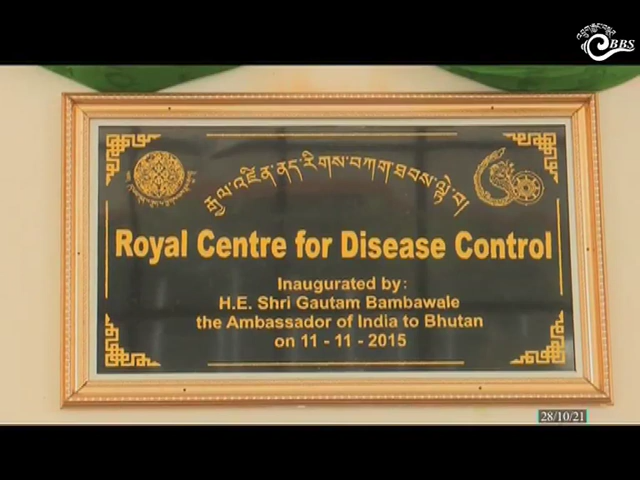 BBS
རྒྱལ་འཛིན་ནད་རིགས་བཀག་ཐབས་ལྟེ་བ།
Royal Centre for Disease Control
Inaugurated by:
H.E. Shri Gautam Bambawale
the Ambassador of India to Bhutan
on 11 - 11 - 2015
28/10/21